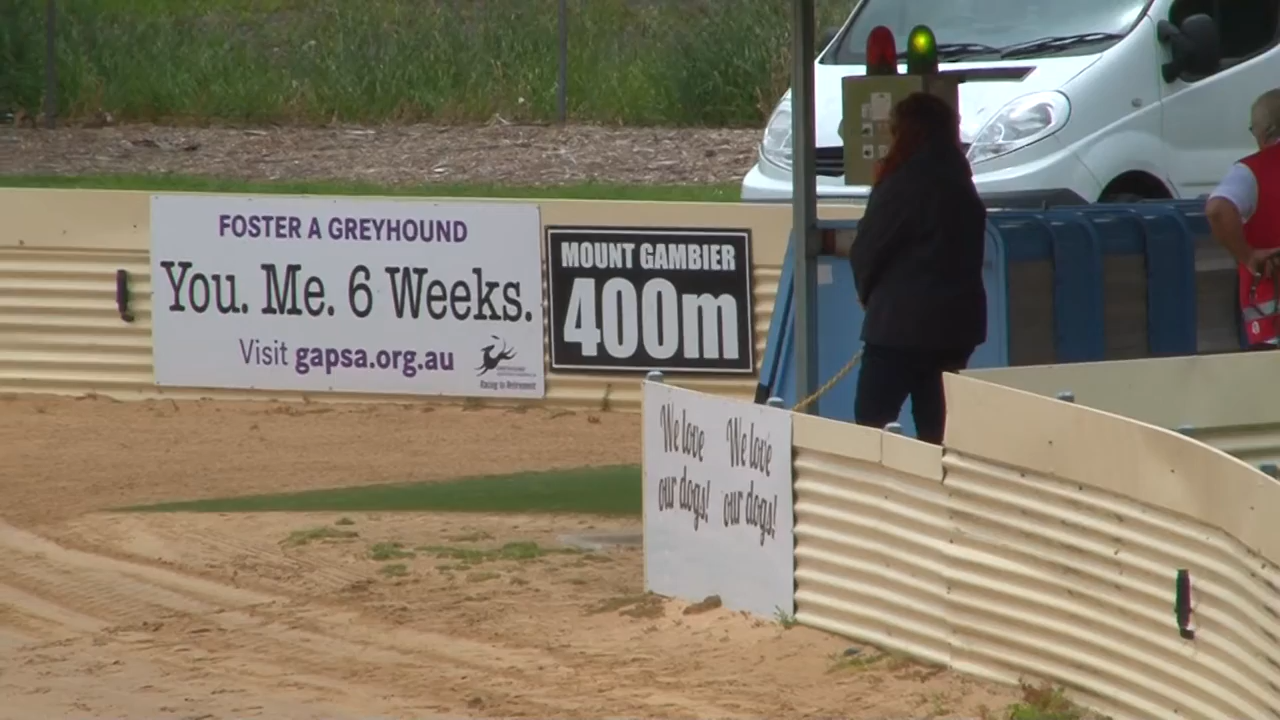 FOSTER A GREYHOUND
You. Me. 6 Weeks.
Visit gapsa.org.au
Racing to Retirement
MOUNT GAMBIER
400m
We love
our dogs!
We love
our dogs!